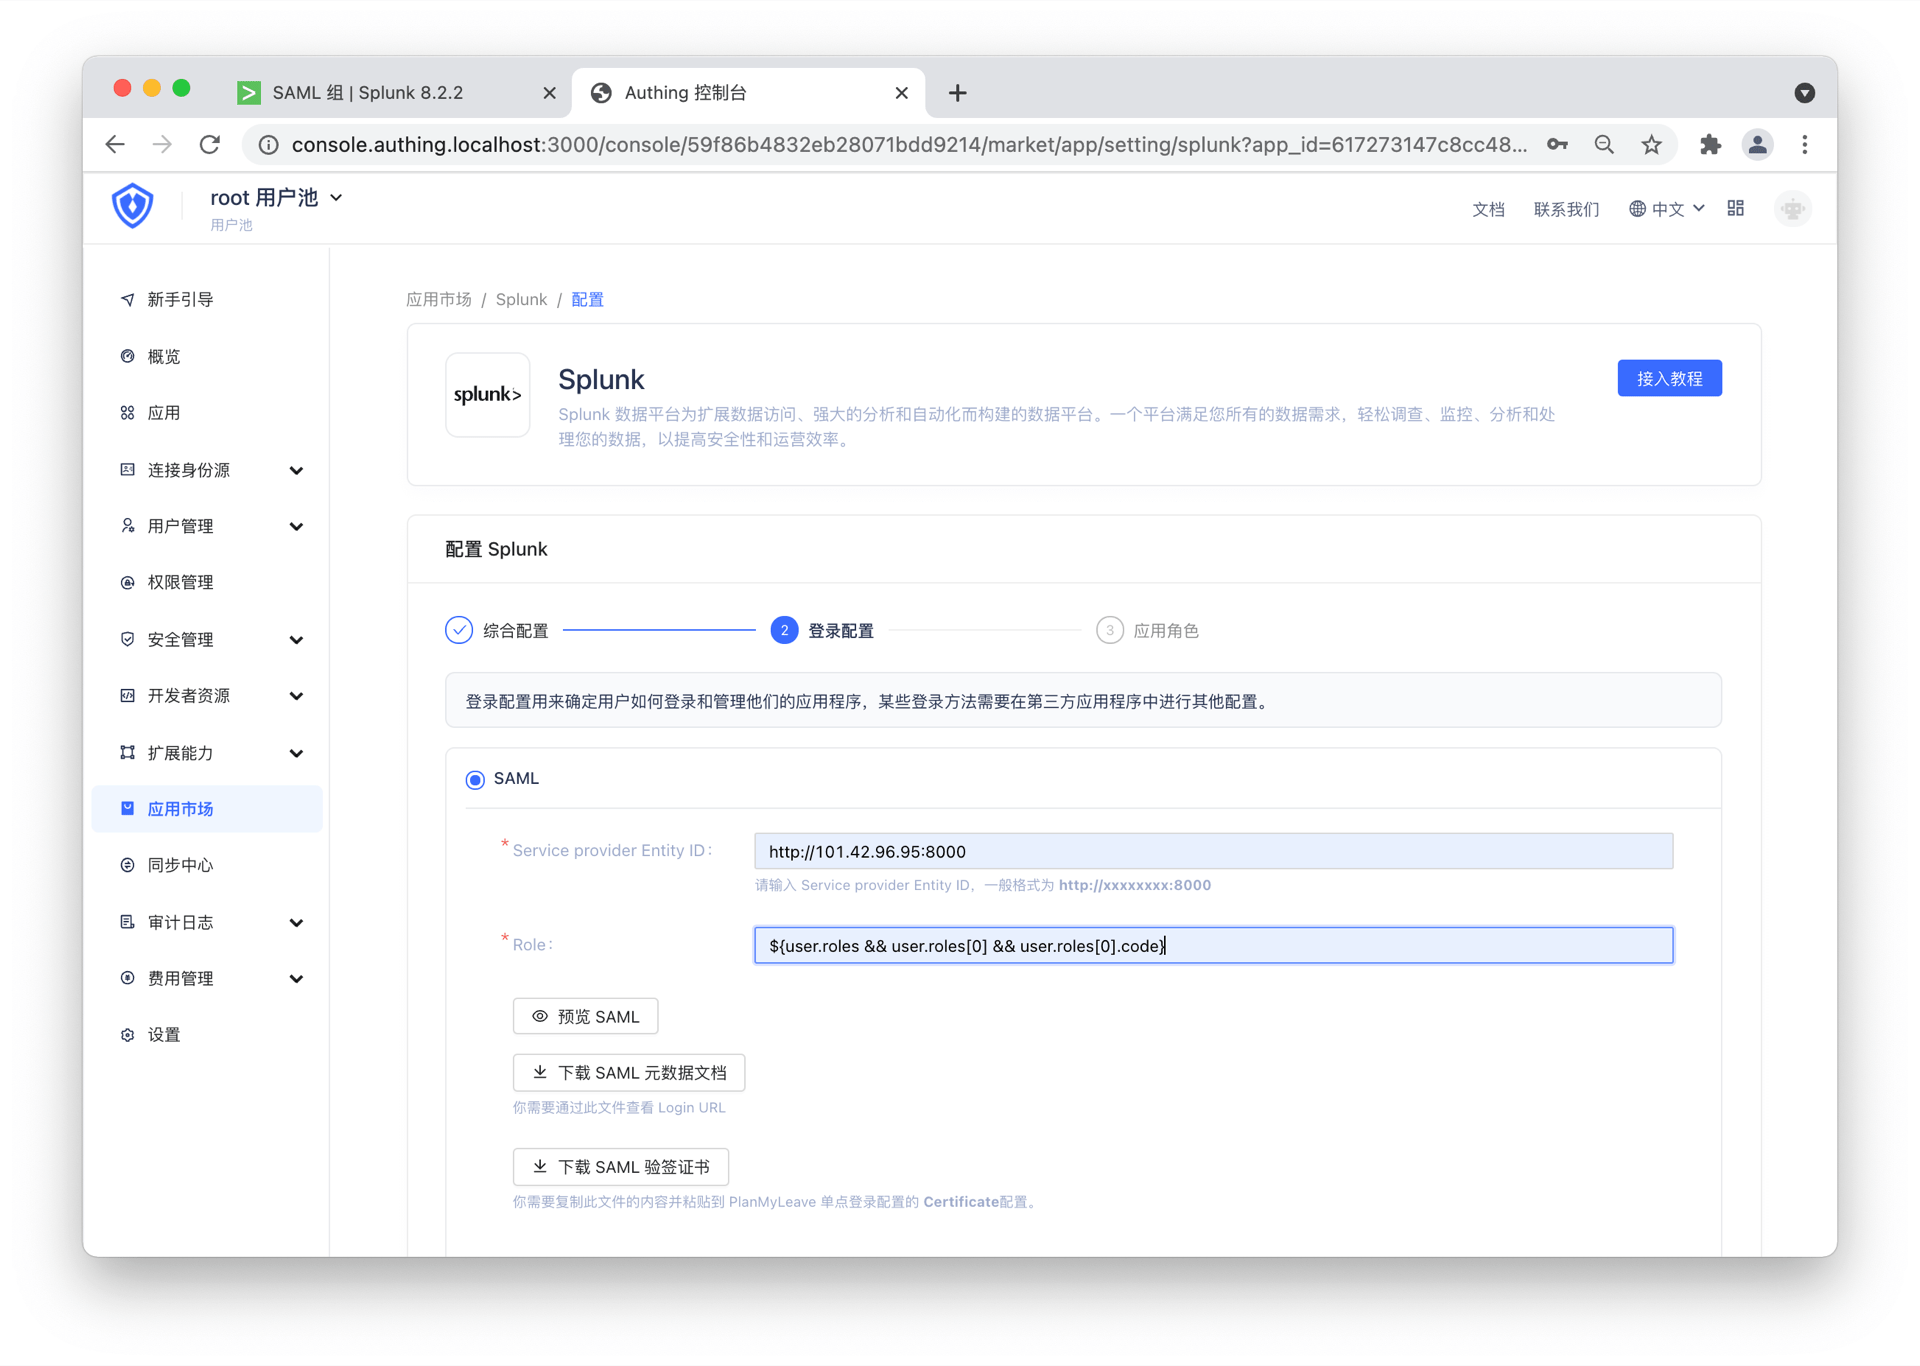 SAML 组 | Splunk 8.2.2
Authing 控制台
console.authing.localhost:3000/console/59f86b4832eb28071bdd9214/market/app/setting/splunk?app_id=617273147c8cc48...
root 用户池
用户池
文档
联系我们
中文
新手引导
概览
应用
连接身份源
用户管理
权限管理
安全管理
开发者资源
扩展能力
应用市场
同步中心
审计日志
费用管理
设置
应用市场 / Splunk / 配置
splunk>
Splunk
接入教程
Splunk 数据平台为扩展数据访问、强大的分析和自动化而构建的数据平台。一个平台满足您所有的数据需求，轻松调查、监控、分析和处
理您的数据，以提高安全性和运营效率。
配置 Splunk
综合配置
2 登录配置
3 应用角色
登录配置用来确定用户如何登录和管理他们的应用程序，某些登录方法需要在第三方应用程序中进行其他配置。
SAML
* Service provider Entity ID： http://101.42.96.95:8000
请输入 Service provider Entity ID，一般格式为 http://xxxxxxxx:8000
* Role： ${user.roles && user.roles[0] && user.roles[0].code}
预览 SAML
下载 SAML 元数据文档
你需要通过此文件查看 Login URL
下载 SAML 验签证书
你需要复制此文件的内容并粘贴到 PlanMyLeave 单点登录配置的 Certificate配置。